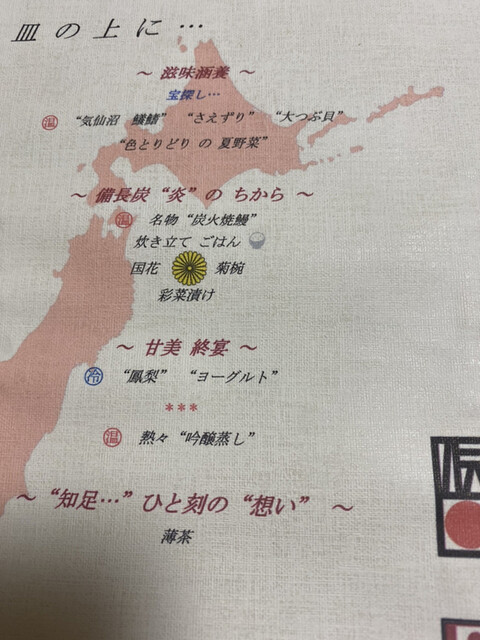 皿の上に…
～ 滋味涵養 ～
宝探し…
温 “気仙沼 鱶鰭” “さえずり” “大つぶ貝”
“色とりどり の 夏野菜”
～ 備長炭 “炎” の ちから ～
温 名物 “炭火焼鰻”
炊き立て ごはん
国花 菊椀
彩菜漬け
～ 甘美 終宴 ～
冷 “鳳梨” “ヨーグルト”
***
温 熱々 “吟醸蒸し”
～ “知足…” ひと刻の “想い” ～
薄茶